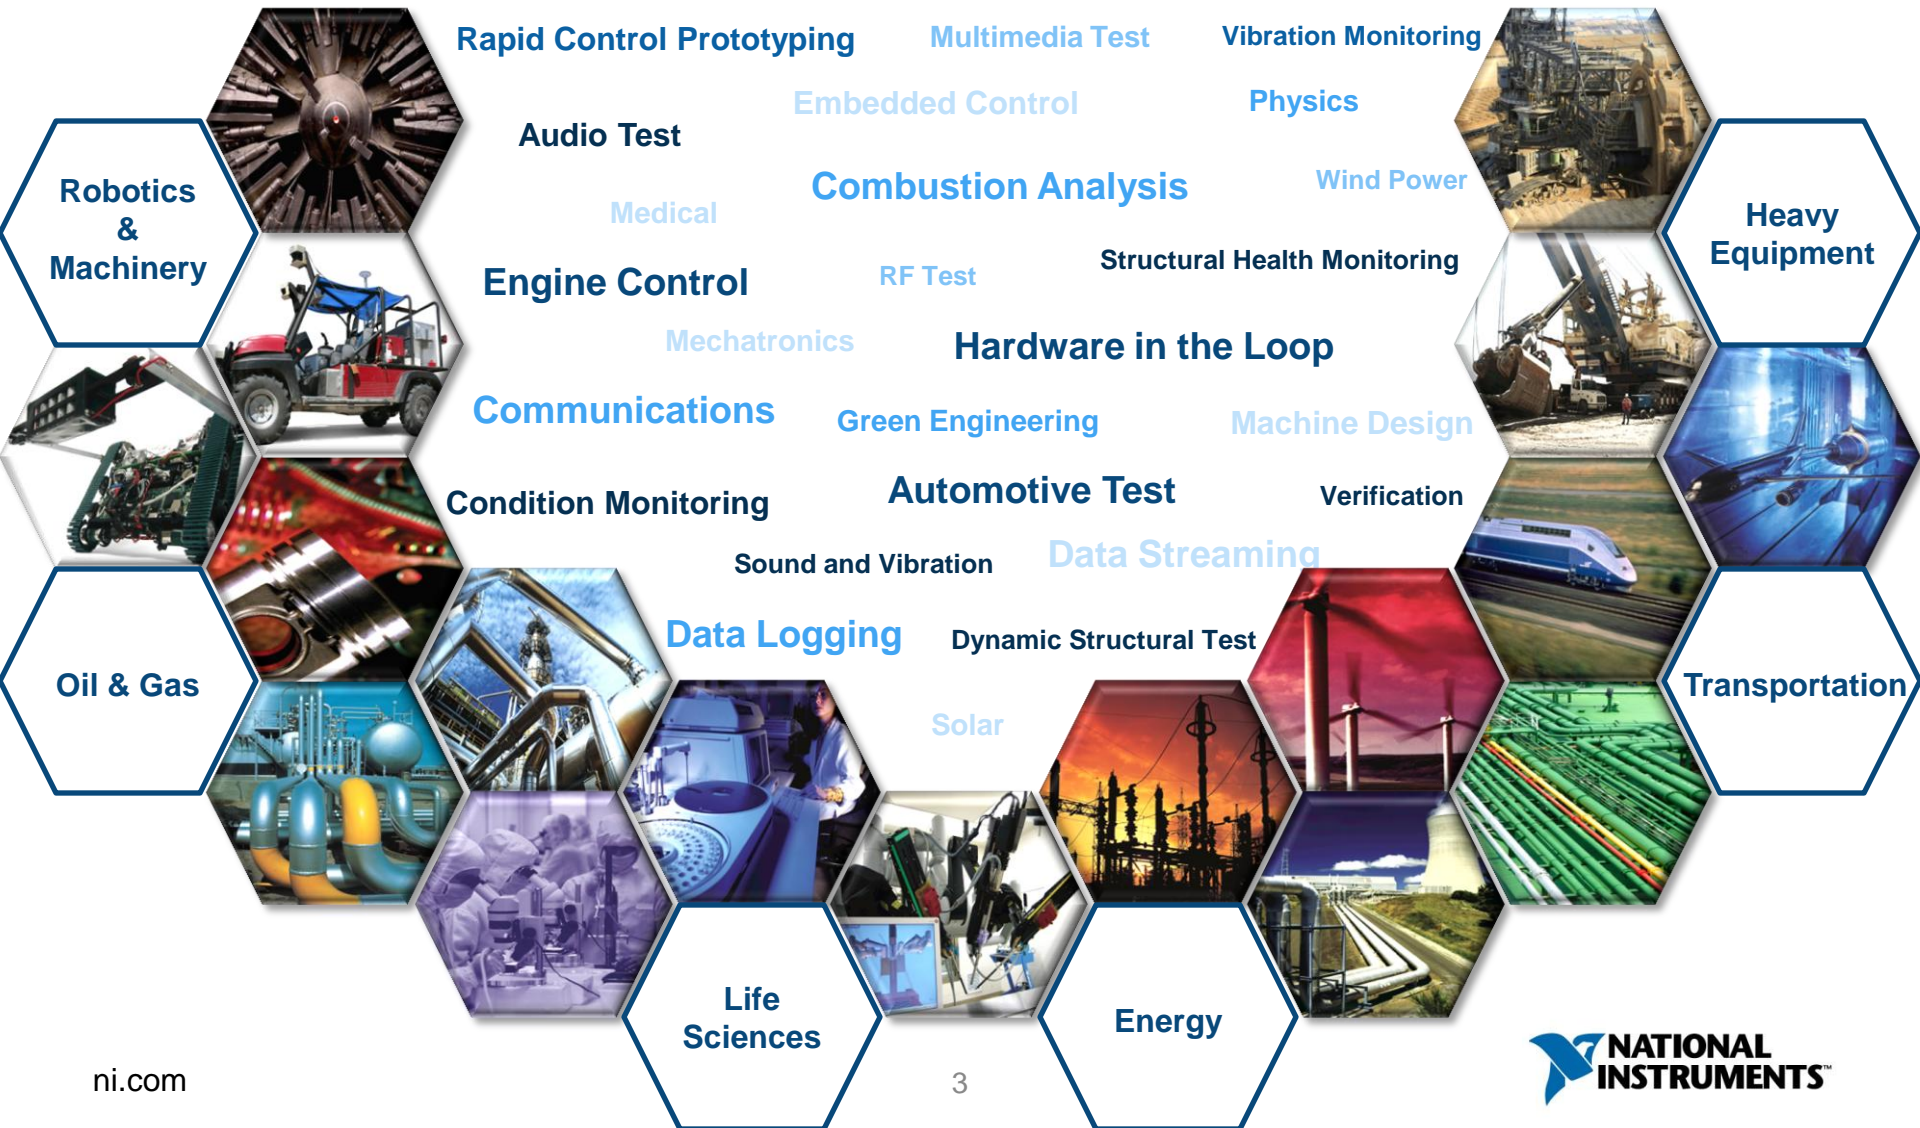 Rapid Control Prototyping
Multimedia Test
Vibration Monitoring
Embedded Control
Physics
Audio Test
Combustion Analysis
Wind Power
Medical
Robotics
&
Machinery
Heavy
Equipment
Engine Control
RF Test
Structural Health Monitoring
Mechatronics
Hardware in the Loop
Communications
Green Engineering
Machine Design
Condition Monitoring
Automotive Test
Verification
Sound and Vibration
Data Streaming
Data Logging
Dynamic Structural Test
Oil & Gas
Transportation
Solar
Life
Sciences
Energy
ni.com
3
NATIONAL
INSTRUMENTS™